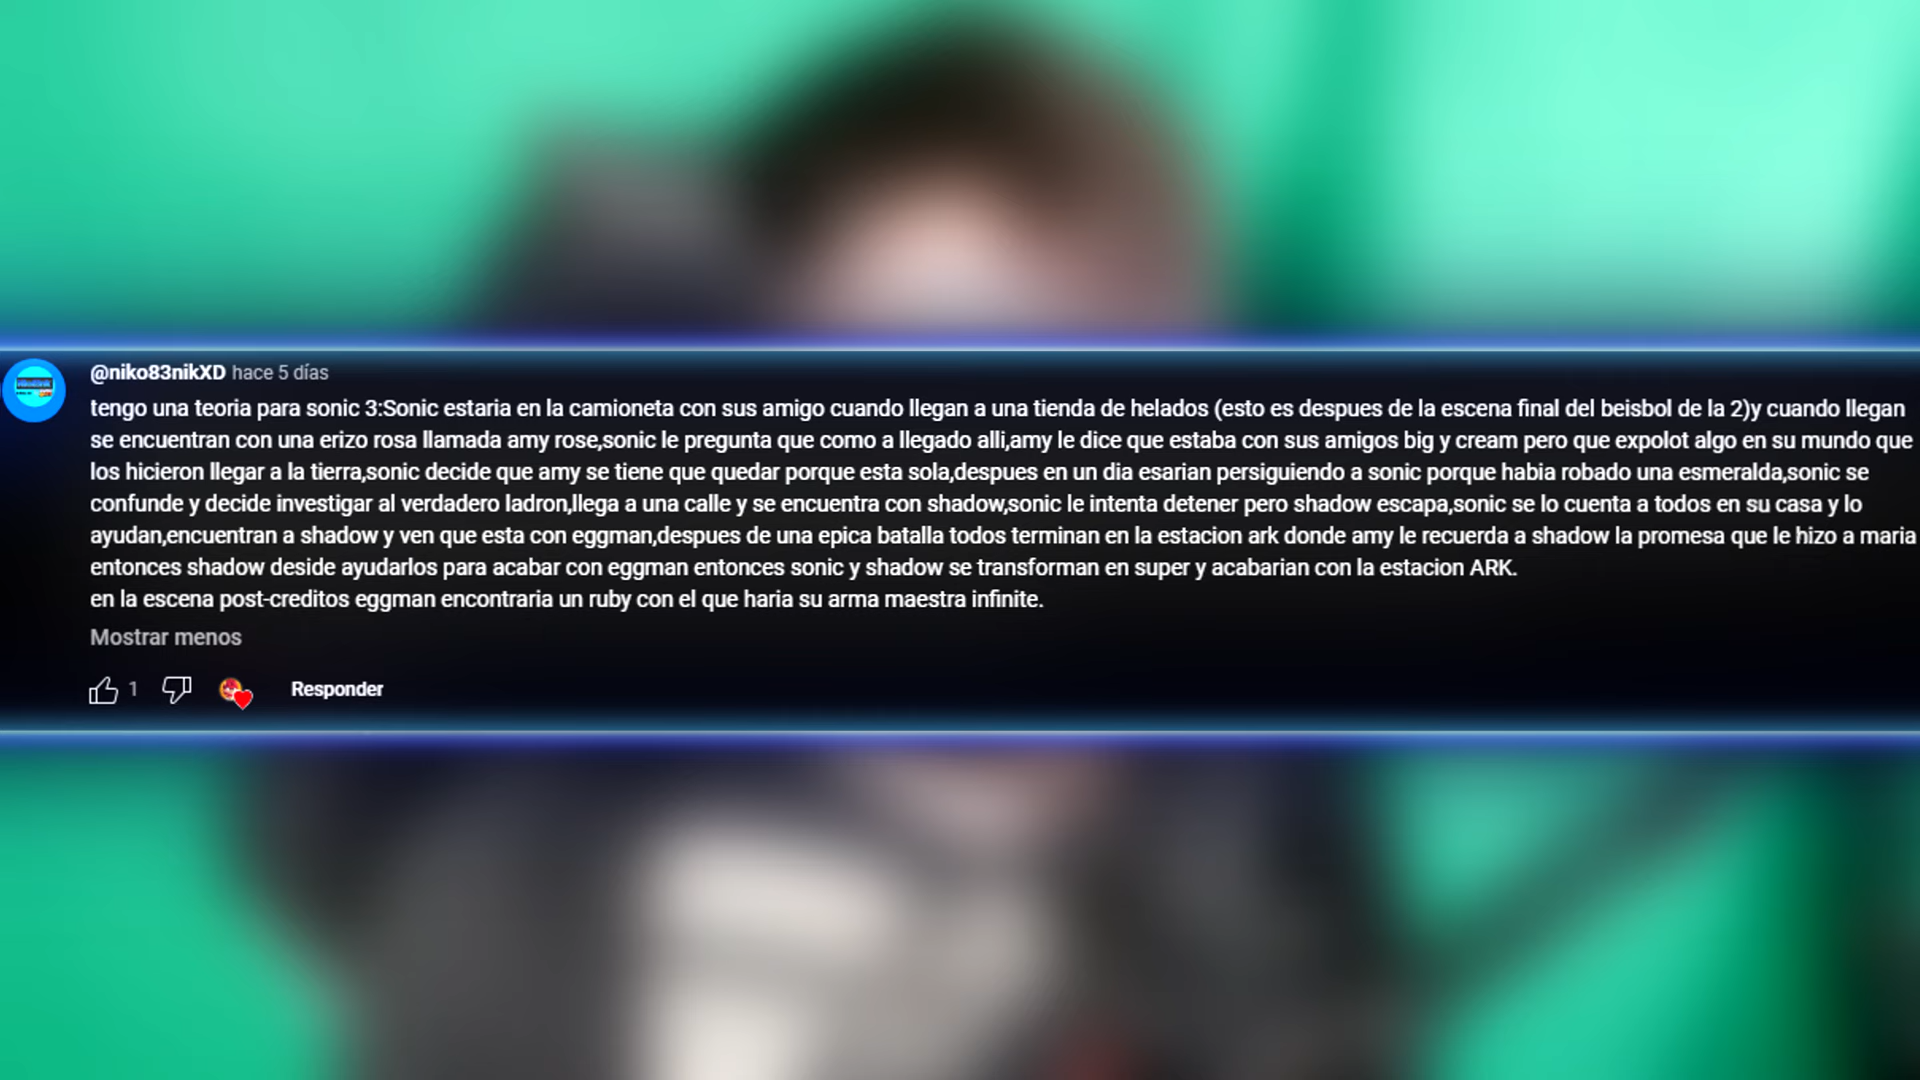 @niko83nikXD hace 5 días
tengo una teoria para sonic 3:Sonic estaria en la camioneta con sus amigo cuando llegan a una tienda de helados (esto es despues de la escena final del beisbol de la 2)y cuando llegan
se encuentran con una erizo rosa llamada amy rose,sonic le pregunta que como a llegado alli,amy le dice que estaba con sus amigos big y cream pero que expolot algo en su mundo que
los hicieron llegar a la tierra,sonic decide que amy se tiene que quedar porque esta sola,despues en un dia esarian persiguiendo a sonic porque habia robado una esmeralda,sonic se
confunde y decide investigar al verdadero ladron,llega a una calle y se encuentra con shadow,sonic le intenta detener pero shadow escapa,sonic se lo cuenta a todos en su casa y lo
ayudan,encuentran a shadow y ven que esta con eggman,despues de una epica batalla todos terminan en la estacion ark donde amy le recuerda a shadow la promesa que le hizo a maria
entonces shadow deside ayudarlos para acabar con eggman entonces sonic y shadow se transforman en super y acabarian con la estacion ARK.
en la escena post-creditos eggman encontraria un ruby con el que haria su arma maestra infinite.
Mostrar menos
1 Responder